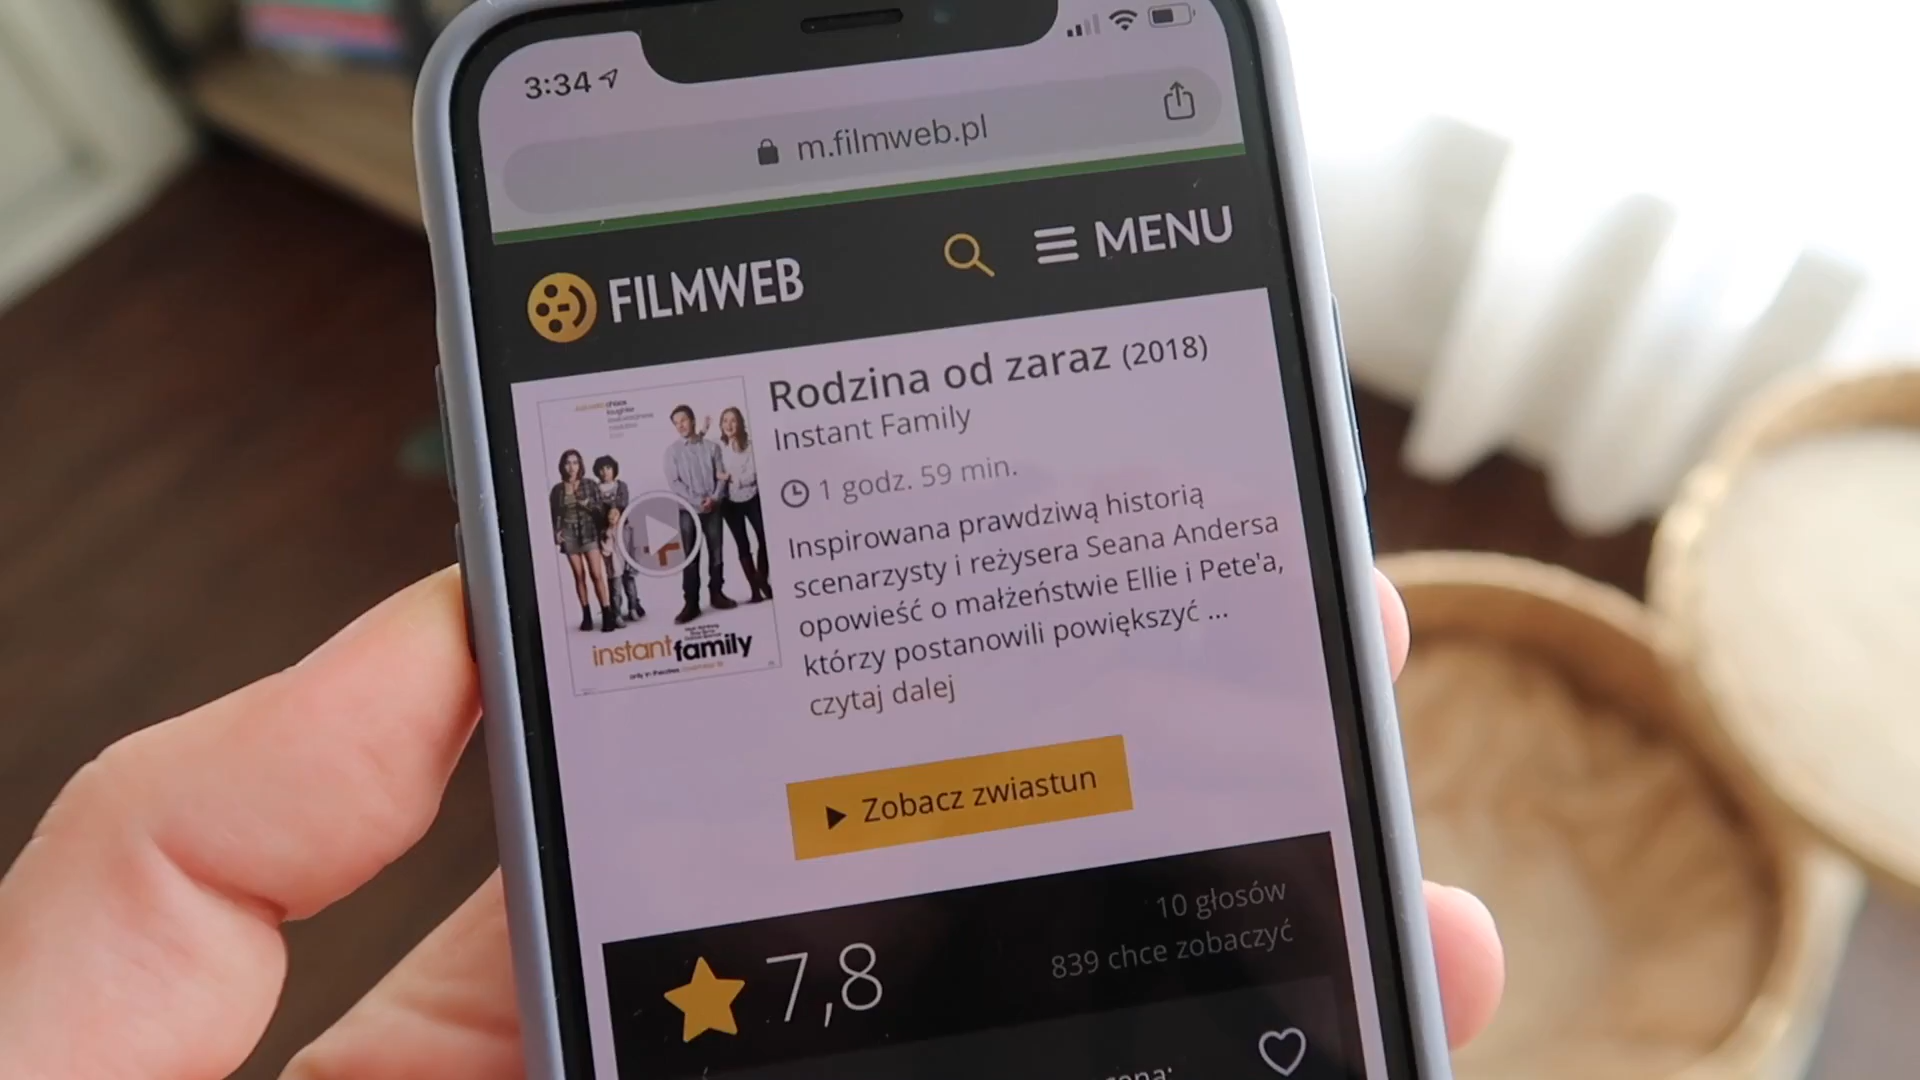 3:34
m.filmweb.pl
FILMWEB
MENU
Rodzina od zaraz (2018)
Instant Family
1 godz. 59 min.
Inspirowana prawdziwą historią
scenarzysty i reżysera Seana Andersa
opowieść o małżeństwie Ellie i Pete'a,
którzy postanowili powiększyć ...
czytaj dalej
instantfamily
Zobacz zwiastun
7,8
10 głosów
839 chce zobaczyć